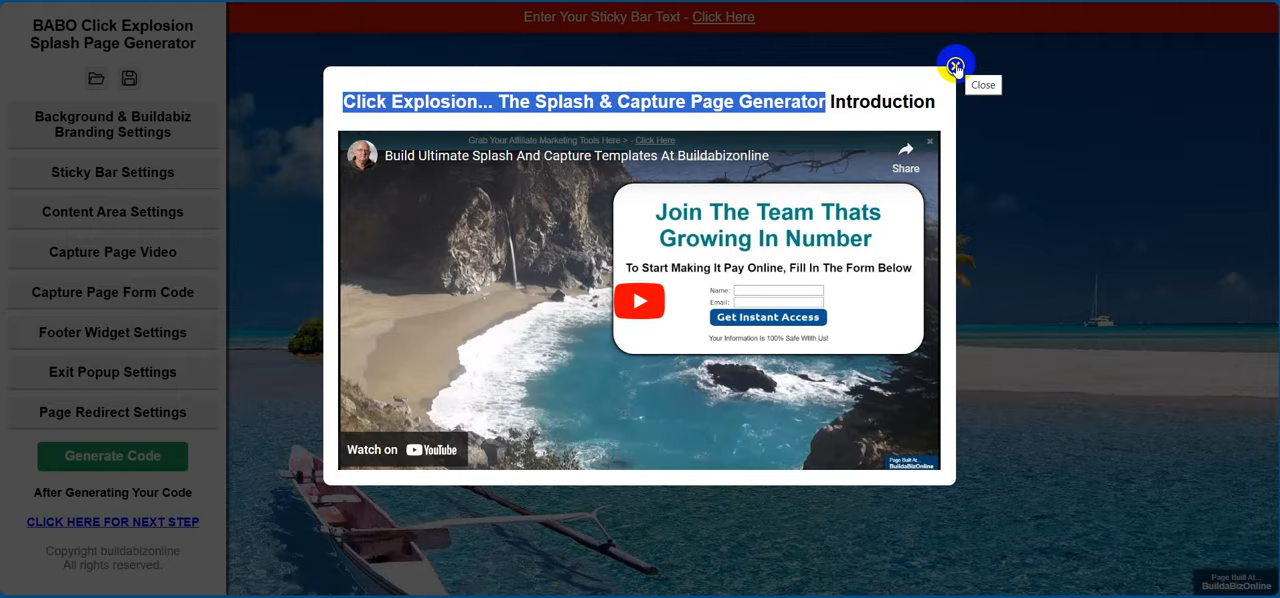 BABO Click Explosion
Splash Page Generator
Background & Buildabiz
Branding Settings
Sticky Bar Settings
Content Area Settings
Capture Page Video
Capture Page Form Code
Footer Widget Settings
Exit Popup Settings
Page Redirect Settings
Generate Code
After Generating Your Code
CLICK HERE FOR NEXT STEP
Copyright buildabizonline
All rights reserved.
Enter Your Sticky Bar Text - Click Here
Close
Click Explosion... The Splash & Capture Page Generator Introduction
Grab Your Affiliate Marketing Tools Here > - Click Here
Build Ultimate Splash And Capture Templates At Buildabizonline
Share
Join The Team Thats
Growing In Number
To Start Making It Pay Online, Fill In The Form Below
Name:
Email:
Get Instant Access
Your Information Is 100% Safe With Us!
Watch on YouTube
Page Built At...
BuildaBizOnline
Page Built At...
BuildaBizOnline